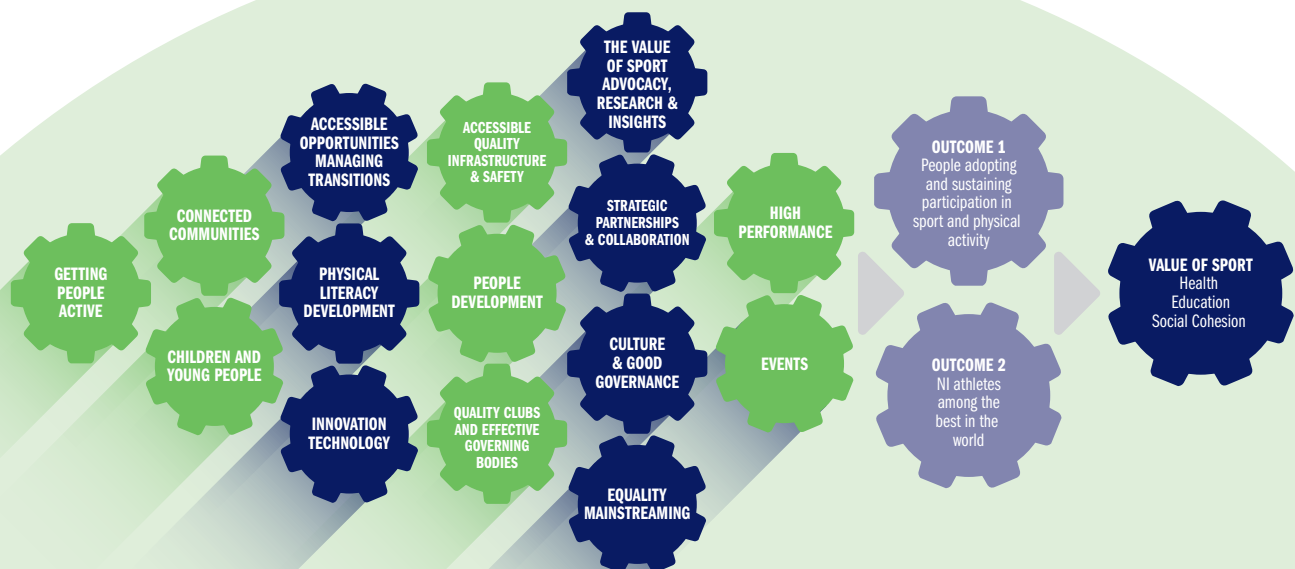 GETTING
PEOPLE
ACTIVE
CONNECTED
COMMUNITIES
CHILDREN AND
YOUNG PEOPLE
ACCESSIBLE
OPPORTUNITIES
MANAGING
TRANSITIONS
PHYSICAL
LITERACY
DEVELOPMENT
INNOVATION
TECHNOLOGY
ACCESSIBLE
QUALITY
INFRASTRUCTURE
& SAFETY
PEOPLE
DEVELOPMENT
QUALITY CLUBS
AND EFFECTIVE
GOVERNING
BODIES
THE VALUE
OF SPORT
ADVOCACY,
RESEARCH &
INSIGHTS
STRATEGIC
PARTNERSHIPS
& COLLABORATION
CULTURE
& GOOD
GOVERNANCE
EQUALITY
MAINSTREAMING
HIGH
PERFORMANCE
EVENTS
OUTCOME 1
People adopting
and sustaining
participation in
sport and physical
activity
OUTCOME 2
NI athletes
among the
best in the
world
VALUE OF SPORT
Health
Education
Social Cohesion